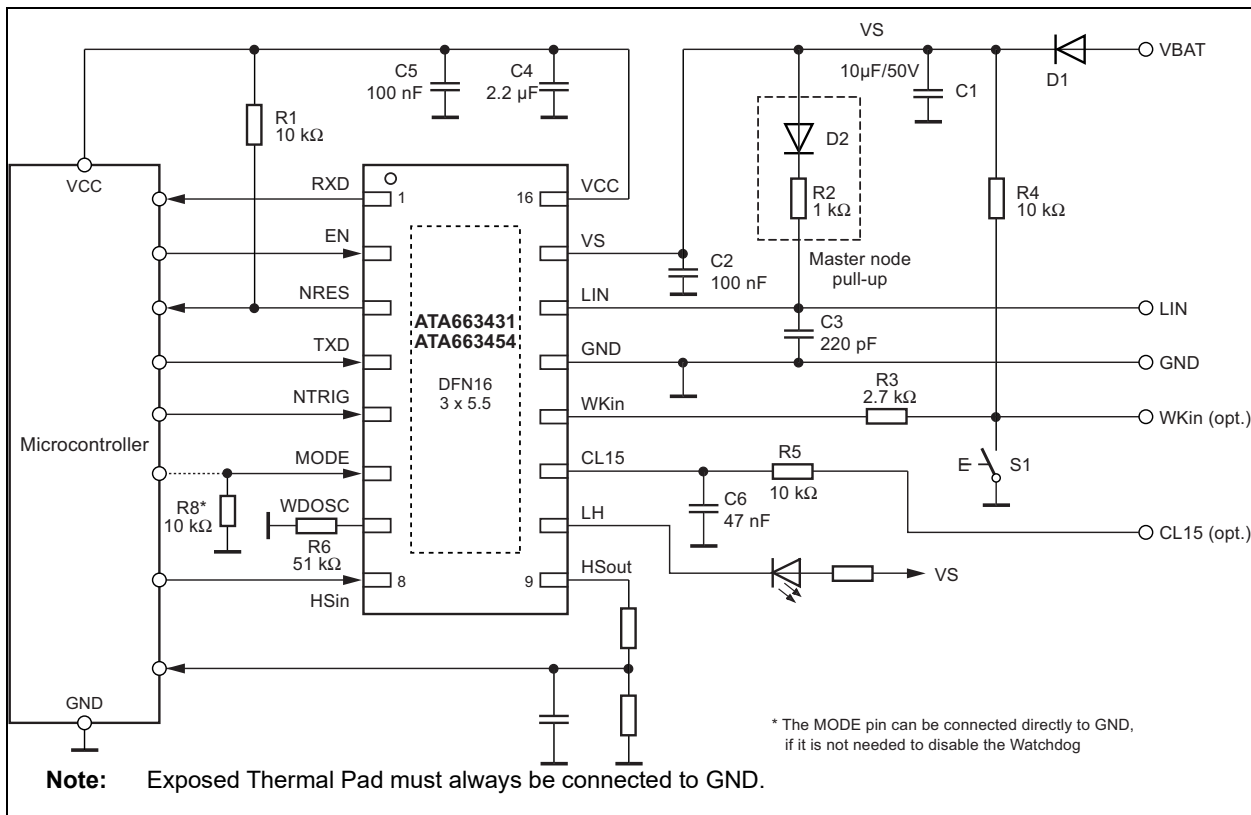 VS
VBAT
C5
100 nF
C4
2.2 µF
10µF/50V
C1
D1
R1
10 kΩ
D2
R2
1 kΩ
R4
10 kΩ
VCC
RXD
1
16
VCC
EN
VS
C2
100 nF
Master node
pull-up
NRES
LIN
LIN
ATA663431
ATA663454
C3
220 pF
TXD
GND
GND
DFN16
3 x 5.5
R3
2.7 kΩ
NTRIG
WKin
WKin (opt.)
Microcontroller
MODE
CL15
R5
10 kΩ
S1
R8*
10 kΩ
WDOSC
C6
47 nF
R6
51 kΩ
LH
CL15 (opt.)
HSout
8
9
VS
HSin
GND
* The MODE pin can be connected directly to GND,
if it is not needed to disable the Watchdog
Note: Exposed Thermal Pad must always be connected to GND.